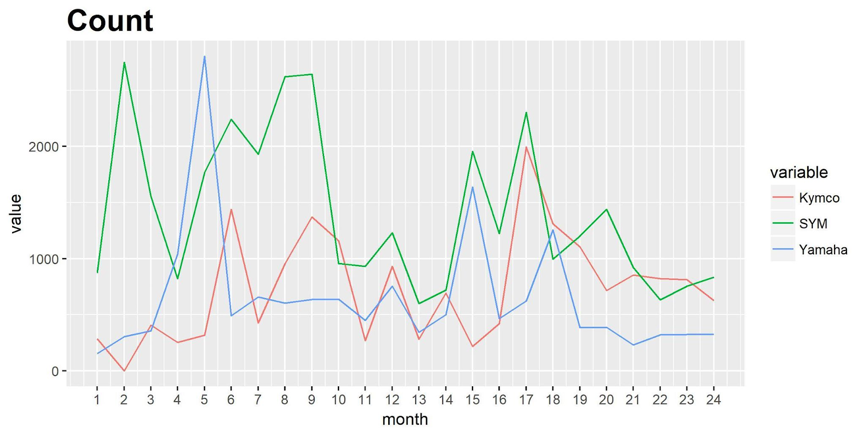 Count
value
2000
1000
0
1 2 3 4 5 6 7 8 9 10 11 12 13 14 15 16 17 18 19 20 21 22 23 24
month
variable
Kymco
SYM
Yamaha